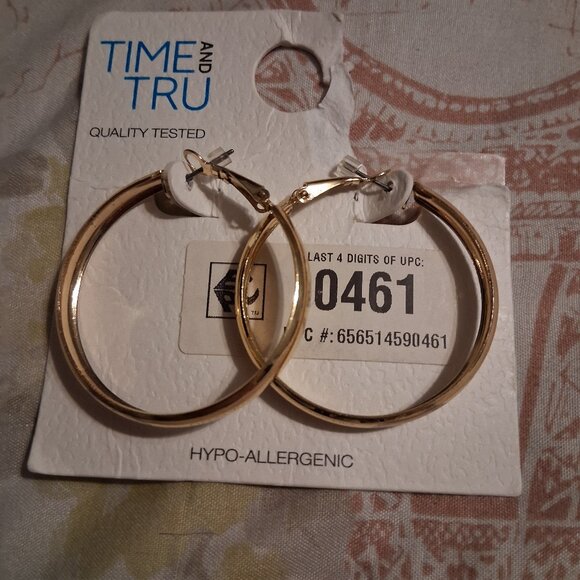 TIME AND
TRU
QUALITY TESTED
LAST 4 DIGITS OF UPC:
0461
C #: 656514590461
HYPO-ALLERGENIC